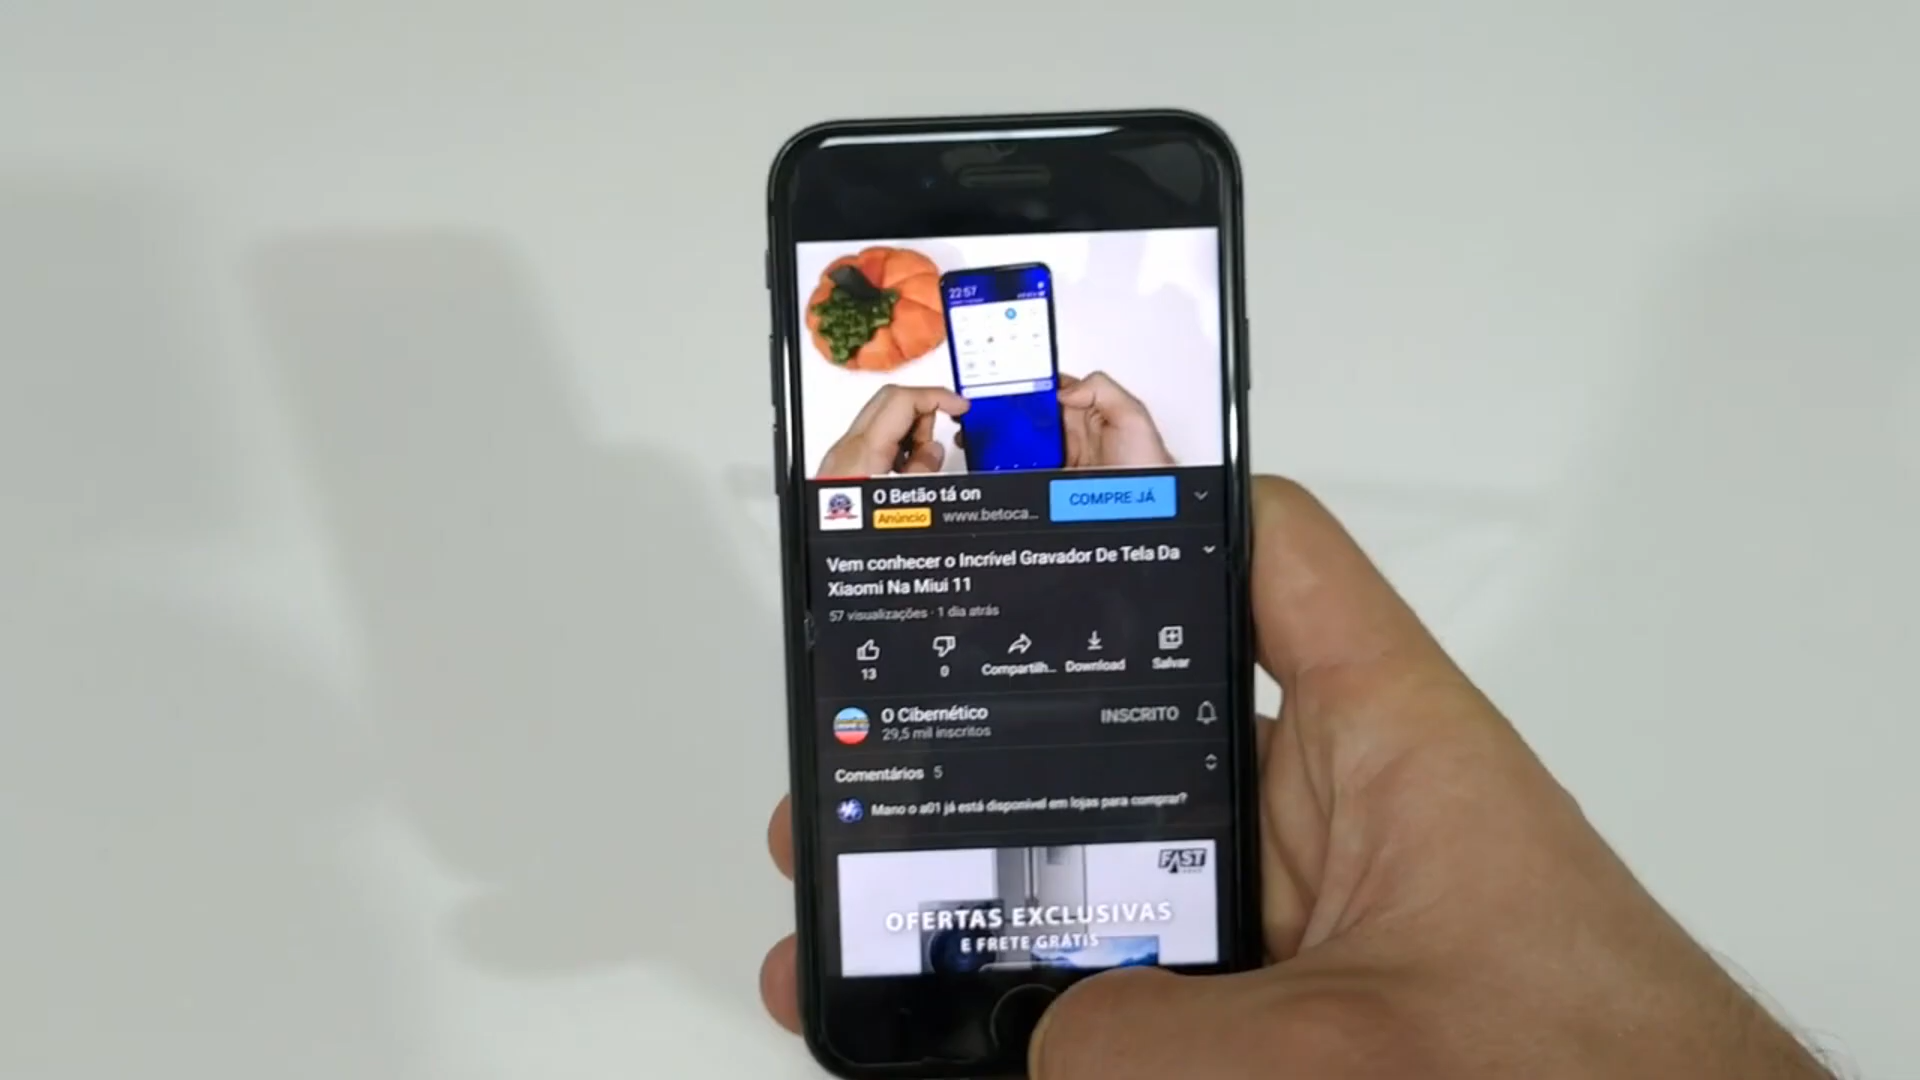 22:57
O Betão tá on
COMPRE JÁ
Anúncio www.betoca...
Vem conhecer o Incrível Gravador De Tela Da
Xiaomi Na Miui 11
57 visualizações · 1 dia atrás
13
0
Compartilh...
Download
Salvar
O Cibernético
INSCRITO
29,5 mil inscritos
Comentários 5
Mano o a01 já está disponível em lojas para comprar?
FAST
OFERTAS EXCLUSIVAS
E FRETE GRÁTIS